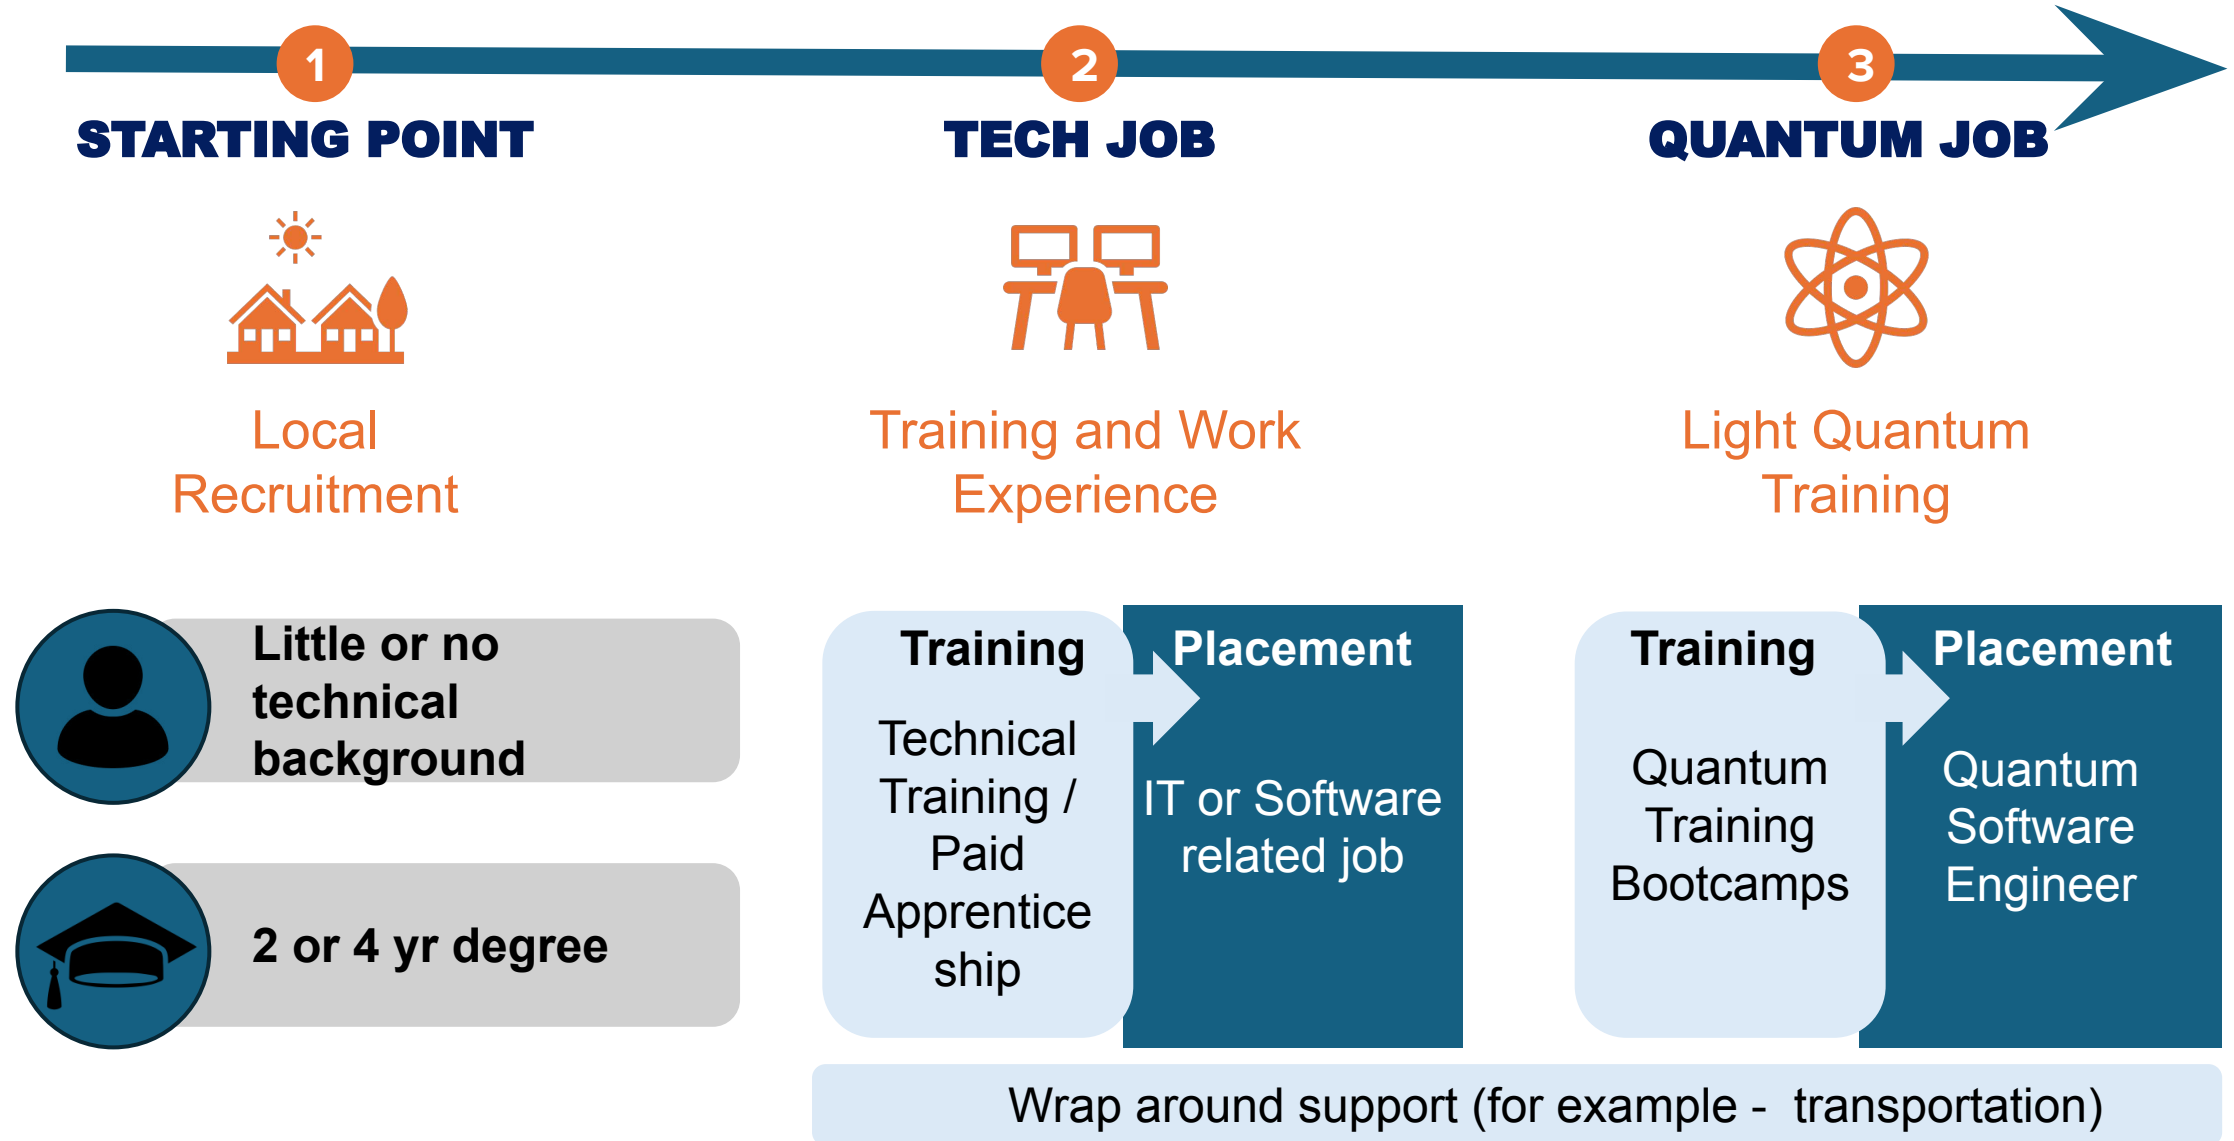 1
2
3
STARTING POINT
TECH JOB
QUANTUM JOB
Local
Recruitment
Training and Work
Experience
Light Quantum
Training
Little or no
technical
background
2 or 4 yr degree
Training
Technical
Training /
Paid
Apprentice
ship
Placement
IT or Software
related job
Training
Quantum
Training
Bootcamps
Placement
Quantum
Software
Engineer
Wrap around support (for example -  transportation)